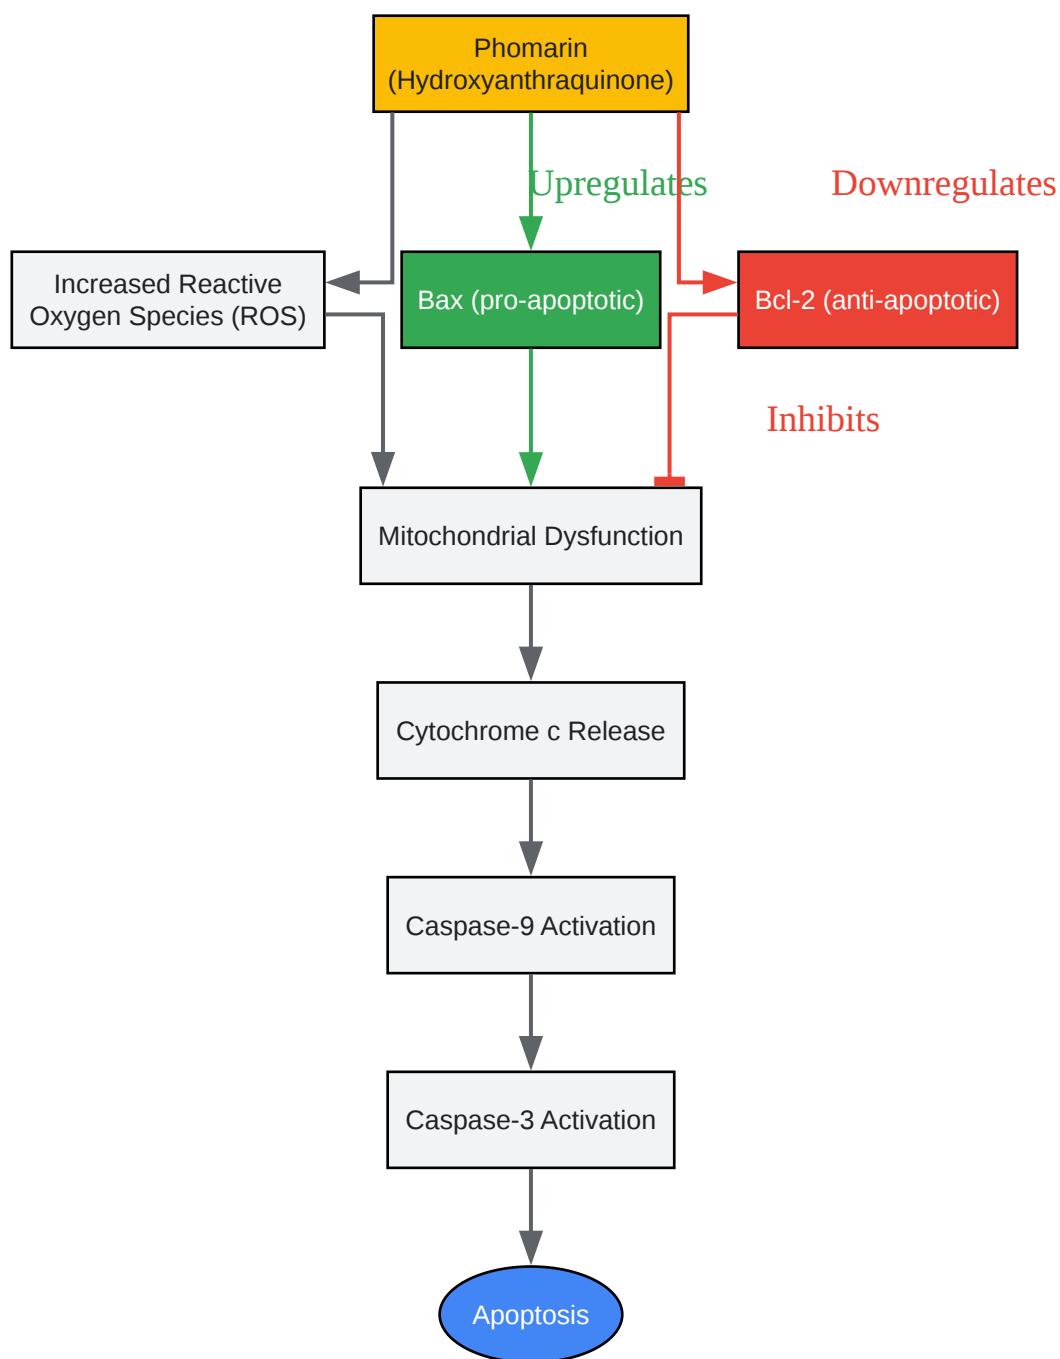 Phomarin
(Hydroxyanthraquinone)
Upregulates
Downregulates
Increased Reactive
Oxygen Species (ROS)
Bax (pro-apoptotic)
Bcl-2 (anti-apoptotic)
Inhibits
Mitochondrial Dysfunction
Cytochrome c Release
Caspase-9 Activation
Caspase-3 Activation
Apoptosis